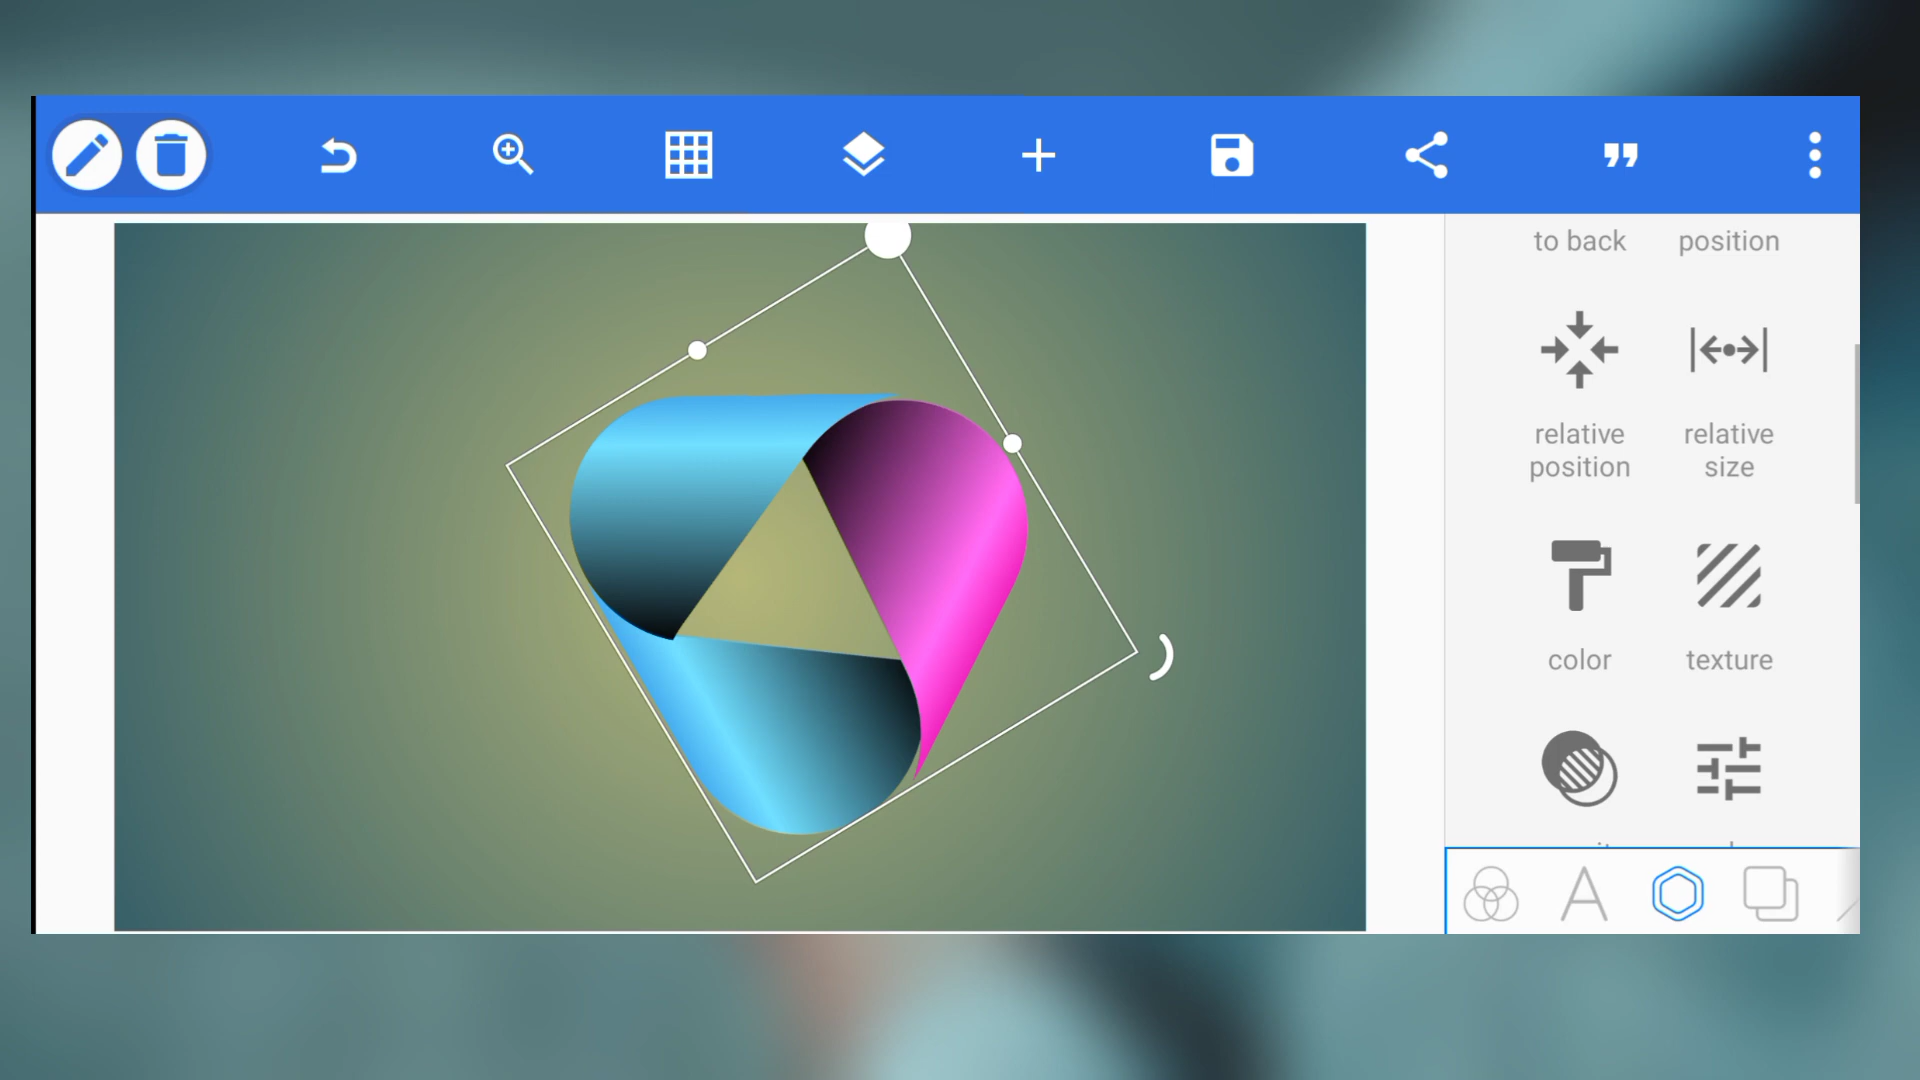 to back
position
relative
position
relative
size
color
texture